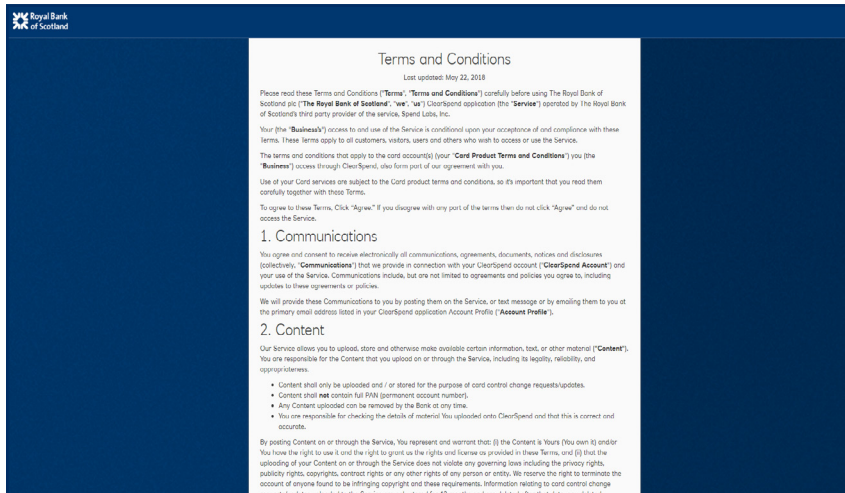 Royal Bank
of Scotland
Terms and Conditions
Last updated: May 22, 2018
Please read these Terms and Conditions ("Terms", "Terms and Conditions") carefully before using The Royal Bank of
Scotland plc ("The Royal Bank of Scotland", "we", "us") ClearSpend application (the "Service") operated by The Royal Bank
of Scotland's third party provider of the service, Spend Labs, Inc.
Your (the "Business's") access to and use of the Service is conditional upon your acceptance of and compliance with these
Terms. These Terms apply to all customers, visitors, users and others who wish to access or use the Service.
The terms and conditions that apply to the card account(s) (your "Card Product Terms and Conditions") you (the
"Business") access through ClearSpend, also form part of our agreement with you.
Use of your Card services are subject to the Card product terms and conditions, so it's important that you read them
carefully together with these Terms.
To agree to these Terms, Click "Agree." If you disagree with any part of the terms then do not click "Agree" and do not
access the Service.
1. Communications
You agree and consent to receive electronically all communications, agreements, documents, notices and disclosures
(collectively, "Communications") that we provide in connection with your ClearSpend account ("ClearSpend Account") and
your use of the Service. Communications include, but are not limited to agreements and policies you agree to, including
updates to these agreements or policies.
We will provide these Communications to you by posting them on the Service, or text message or by emailing them to you at
the primary email address listed in your ClearSpend application Account Profile ("Account Profile").
2. Content
Our Service allows you to upload, store and otherwise make available certain information, text, or other material ("Content").
You are responsible for the Content that you upload on or through the Service, including its legality, reliability, and
appropriateness.
• Content shall only be uploaded and / or stored for the purpose of card control change requests/updates.
• Content shall not contain full PAN (permanent account number).
• Any Content uploaded can be removed by the Bank at any time.
• You are responsible for checking the details of material You uploaded onto ClearSpend and that this is correct and
accurate.
By posting Content on or through the Service, You represent and warrant that: (i) the Content is Yours (You own it) and/or
You have the right to use it and the right to grant us the rights and license as provided in these Terms, and (ii) that the
uploading of your Content on or through the Service does not violate any governing laws including the privacy rights,
publicity rights, copyrights, contract rights or any other rights of any person or entity. We reserve the right to terminate the
account of anyone found to be infringing copyright and these requirements. Information relating to card control change